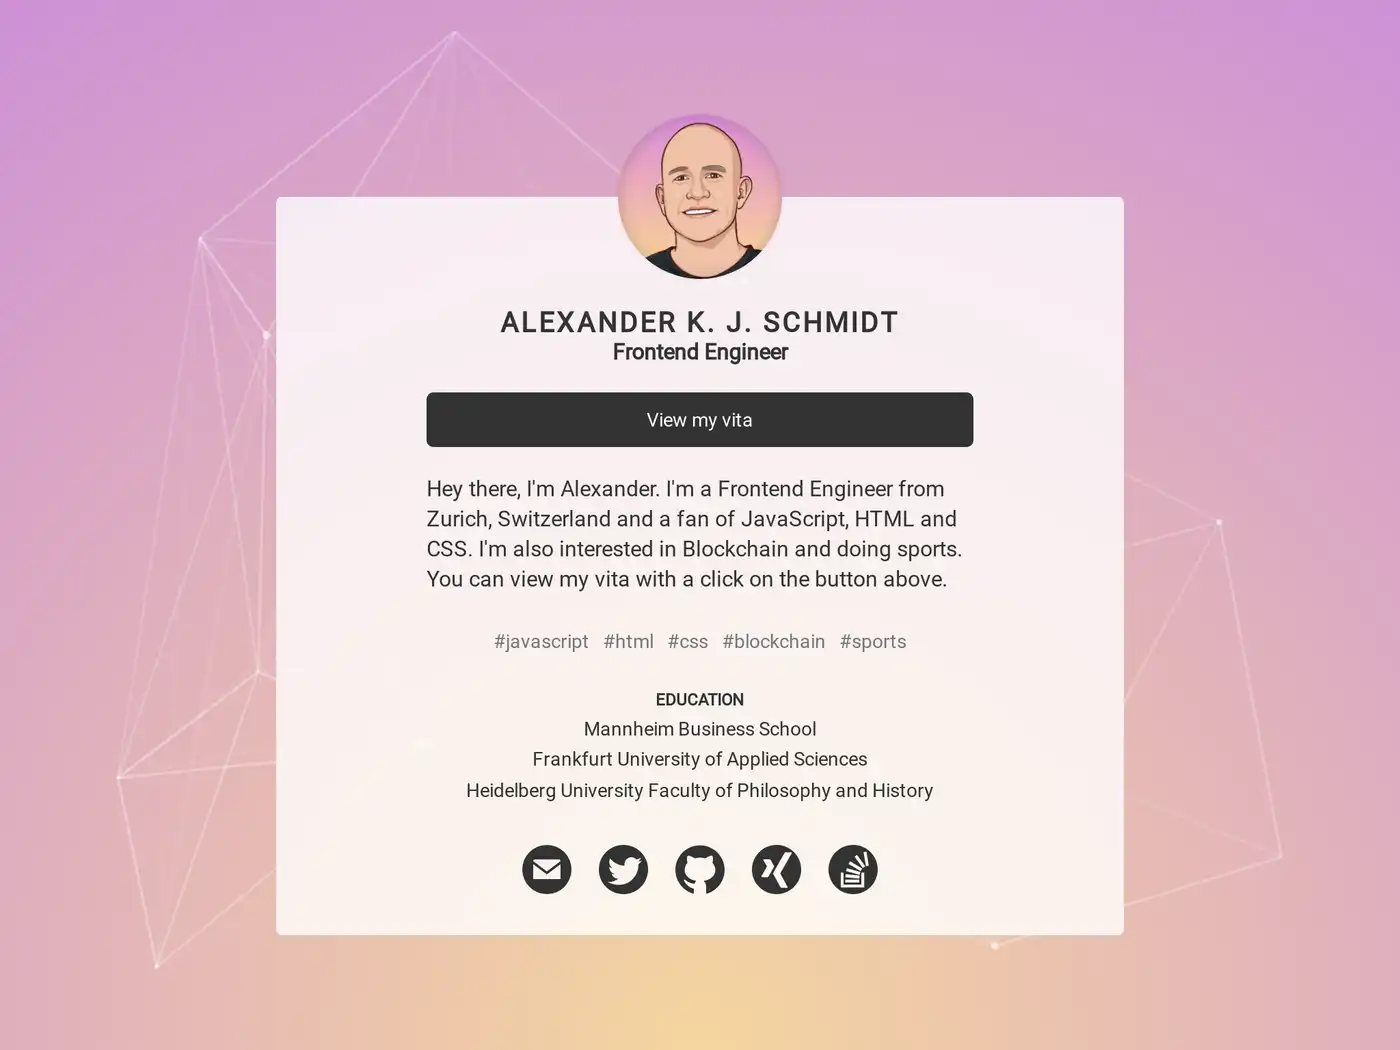 ALEXANDER K. J. SCHMIDT
Frontend Engineer
View my vita
Hey there, I'm Alexander. I'm a Frontend Engineer from
Zurich, Switzerland and a fan of JavaScript, HTML and
CSS. I'm also interested in Blockchain and doing sports.
You can view my vita with a click on the button above.
#javascript #html #css #blockchain #sports
EDUCATION
Mannheim Business School
Frankfurt University of Applied Sciences
Heidelberg University Faculty of Philosophy and History